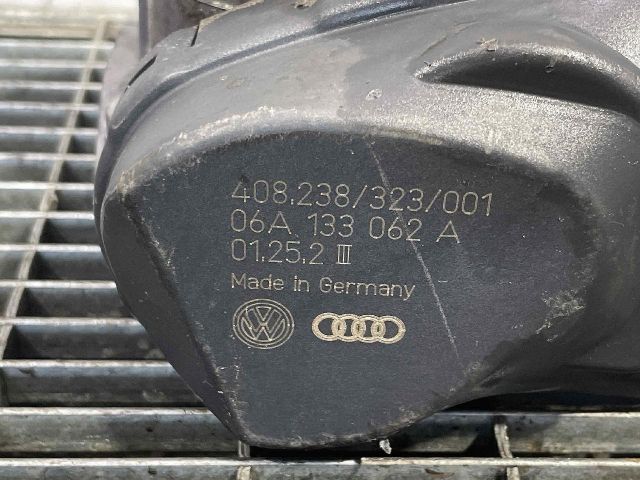 408.238/323/001
06A 133 062 A
01.25.2 III
Made in Germany